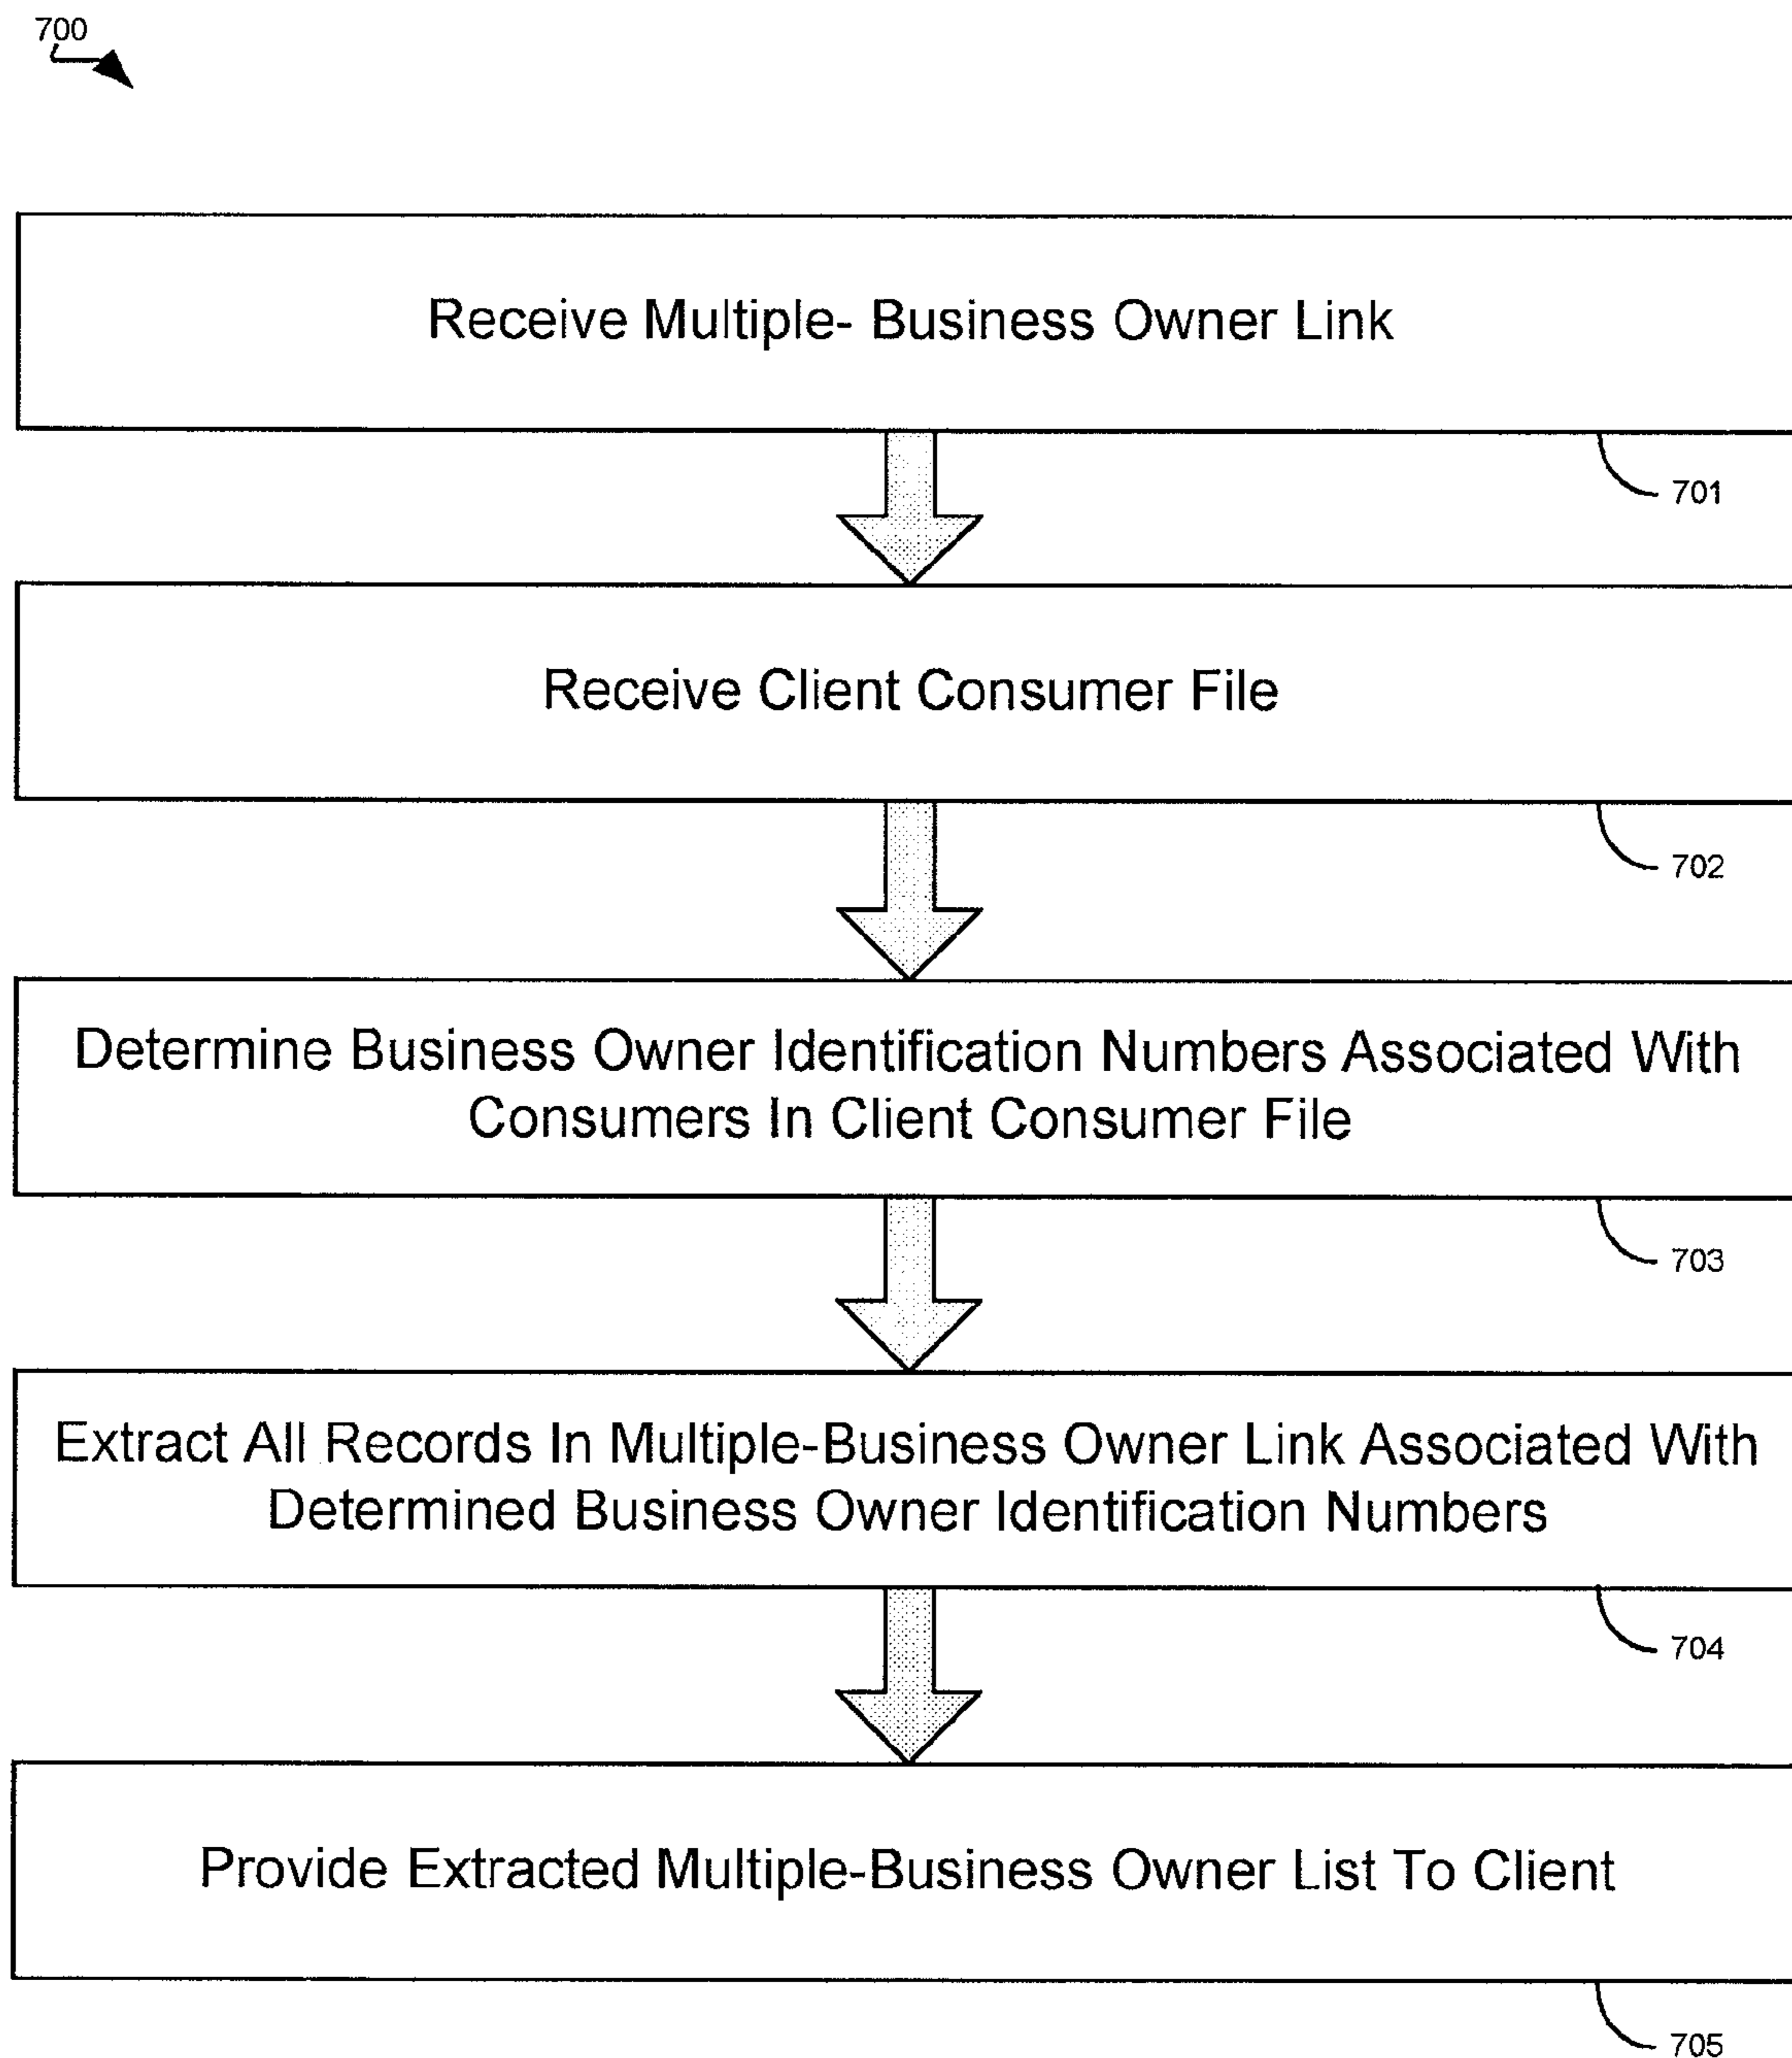 700
Receive Multiple- Business Owner Link
701
Receive Client Consumer File
702
Determine Business Owner Identification Numbers Associated With
Consumers In Client Consumer File
703
Extract All Records In Multiple-Business Owner Link Associated With
Determined Business Owner Identification Numbers
704
Provide Extracted Multiple-Business Owner List To Client
705